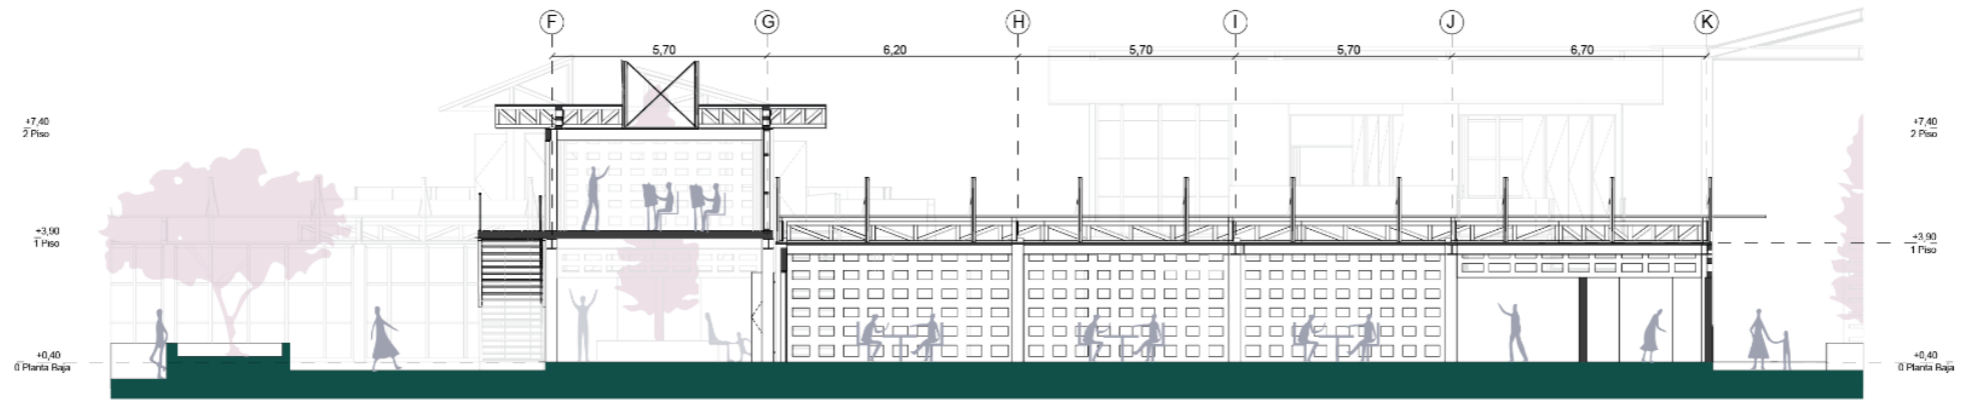 F G H I J K
5,70 6,20 5,70 5,70 6,70
+7,40
2 Piso
+7,40
2 Piso
+3,90
1 Piso
+3,90
1 Piso
+0,40
0 Planta Baja
+0,40
0 Planta Baja